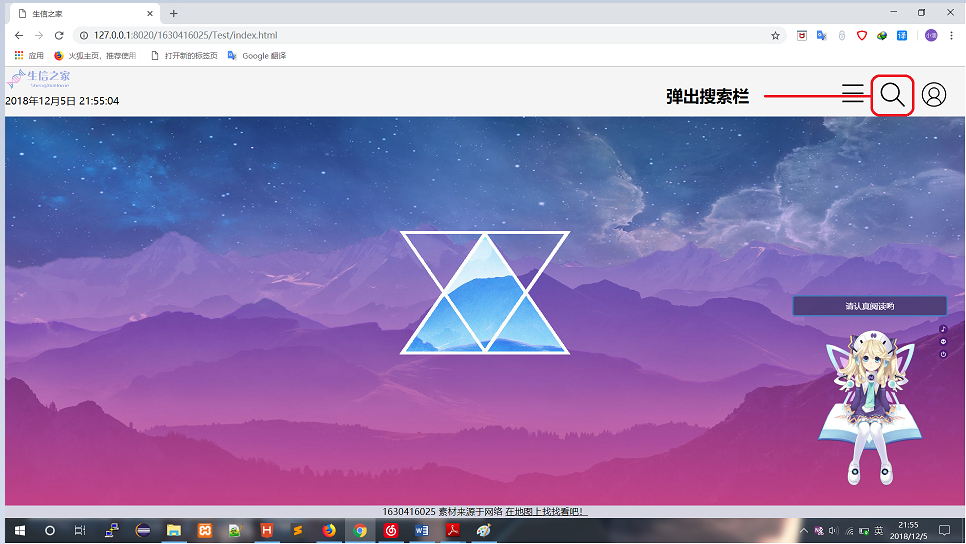 生信之家
127.0.0.1:8020/1630416025/Test/index.html
应用 火狐主页，推荐使用 打开新的标签页 Google 翻译
生信之家
2018年12月5日 21:55:04
弹出搜索栏
请认真阅读哟
1630416025 素材来源于网络 在地图上找找看吧！
英 21:55
2018/12/5